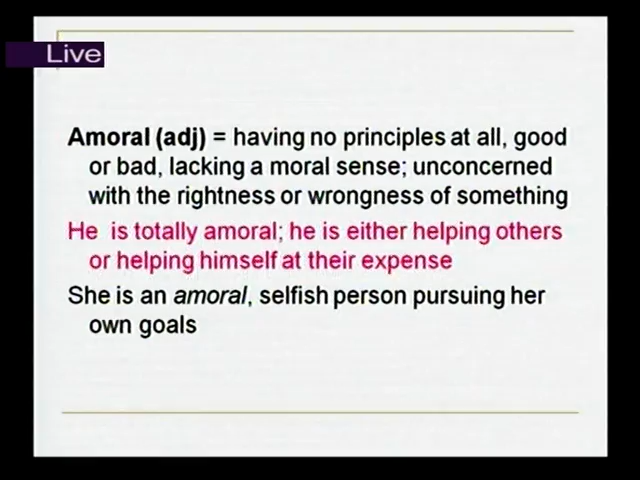 Live
Amoral (adj) = having no principles at all, good
or bad, lacking a moral sense; unconcerned
with the rightness or wrongness of something
He is totally amoral; he is either helping others
or helping himself at their expense
She is an amoral, selfish person pursuing her
own goals